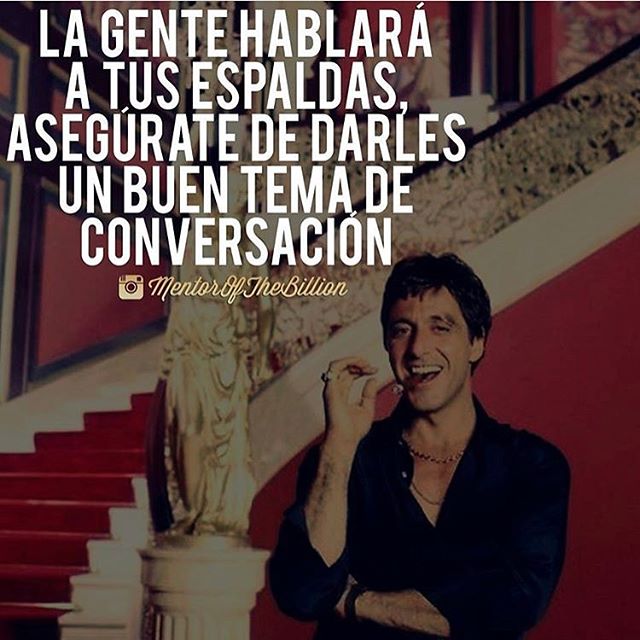 LA GENTE HABLARÁ
A TUS ESPALDAS,
ASEGÚRATE DE DARLES
UN BUEN TEMA DE
CONVERSACIÓN
MentorOfTheBillion